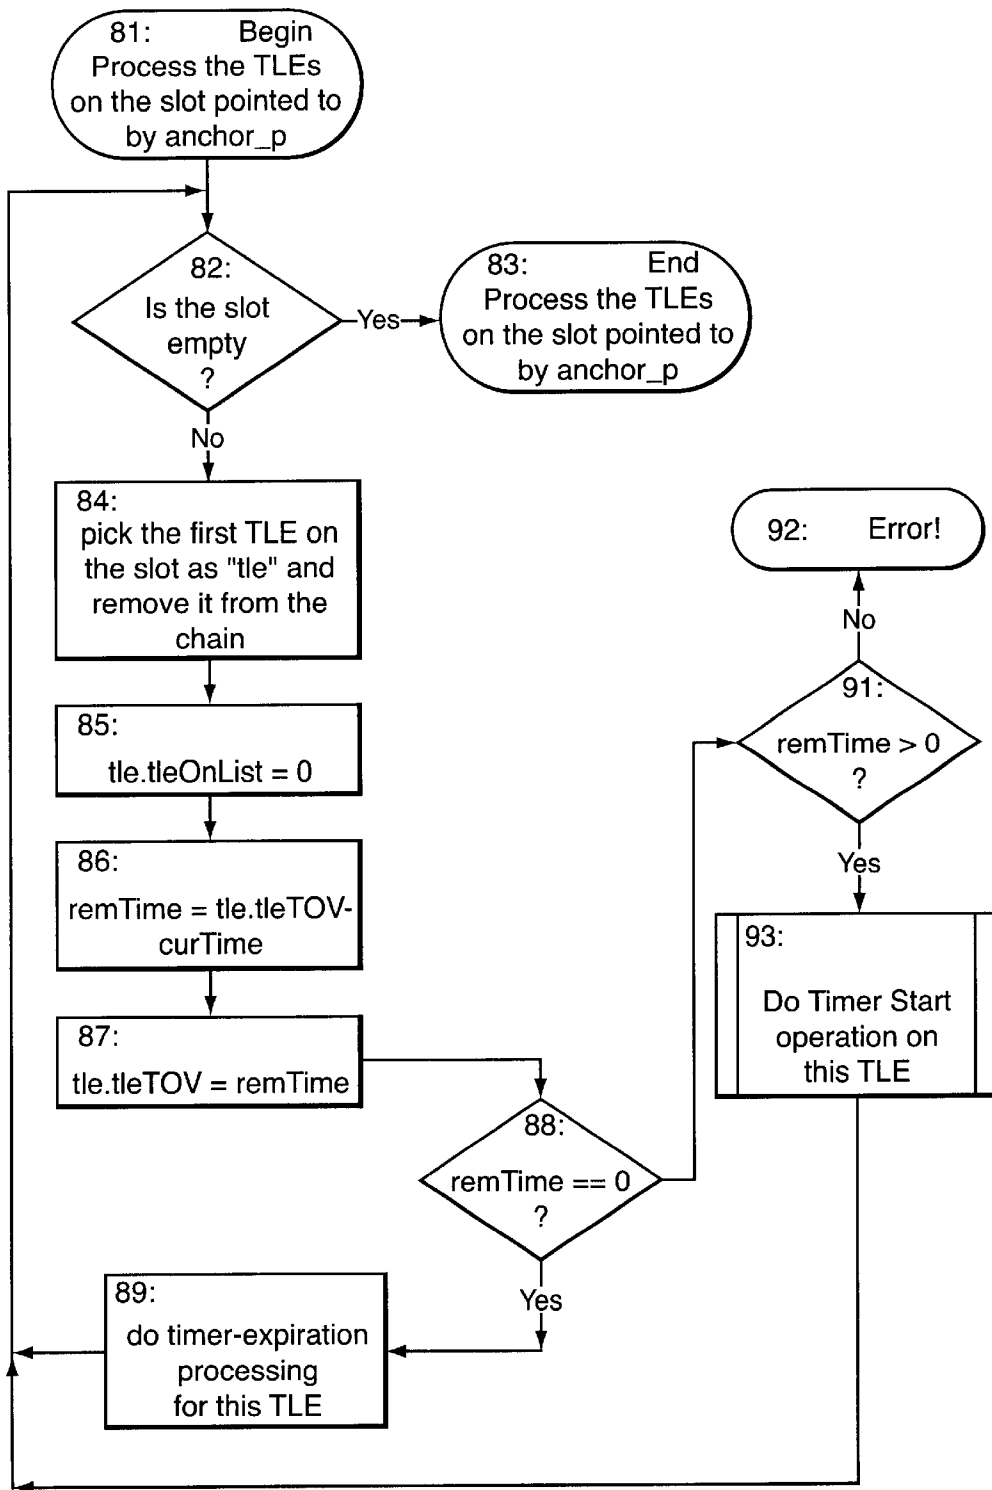 81: Begin
Process the TLEs
on the slot pointed to
by anchor_p
82:
Is the slot
empty
?
Yes
83: End
Process the TLEs
on the slot pointed to
by anchor_p
No
84:
pick the first TLE on
the slot as "tle" and
remove it from the
chain
85:
tle.tleOnList = 0
86:
remTime = tle.tleTOV-
curTime
87:
tle.tleTOV = remTime
88:
remTime == 0
?
Yes
89:
do timer-expiration
processing
for this TLE
91:
remTime > 0
?
No
92: Error!
Yes
93:
Do Timer Start
operation on
this TLE